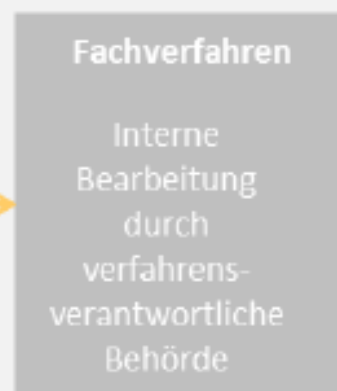 Fachverfahren
Interne
Bearbeitung
durch
verfahrens-
verantwortliche
Behörde